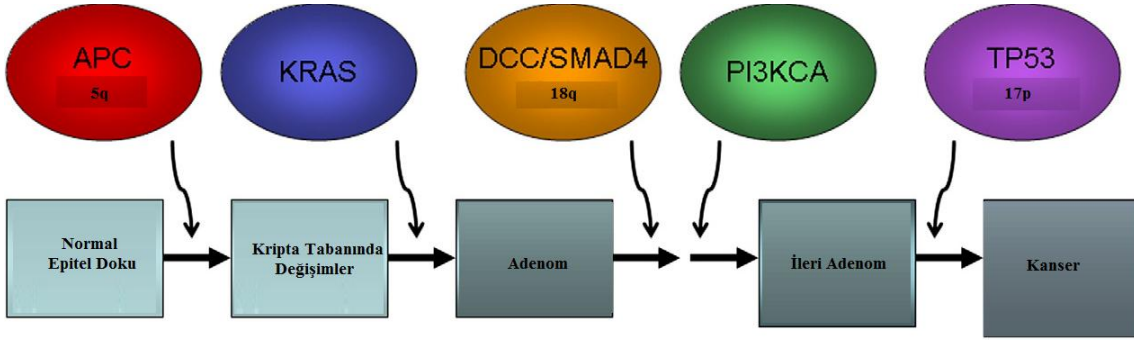 APC
5q
KRAS
DCC/SMAD4
18q
PI3KCA
TP53
17p
Normal
Epitel Doku
Kripta Tabanında
Değişimler
Adenom
İleri Adenom
Kanser